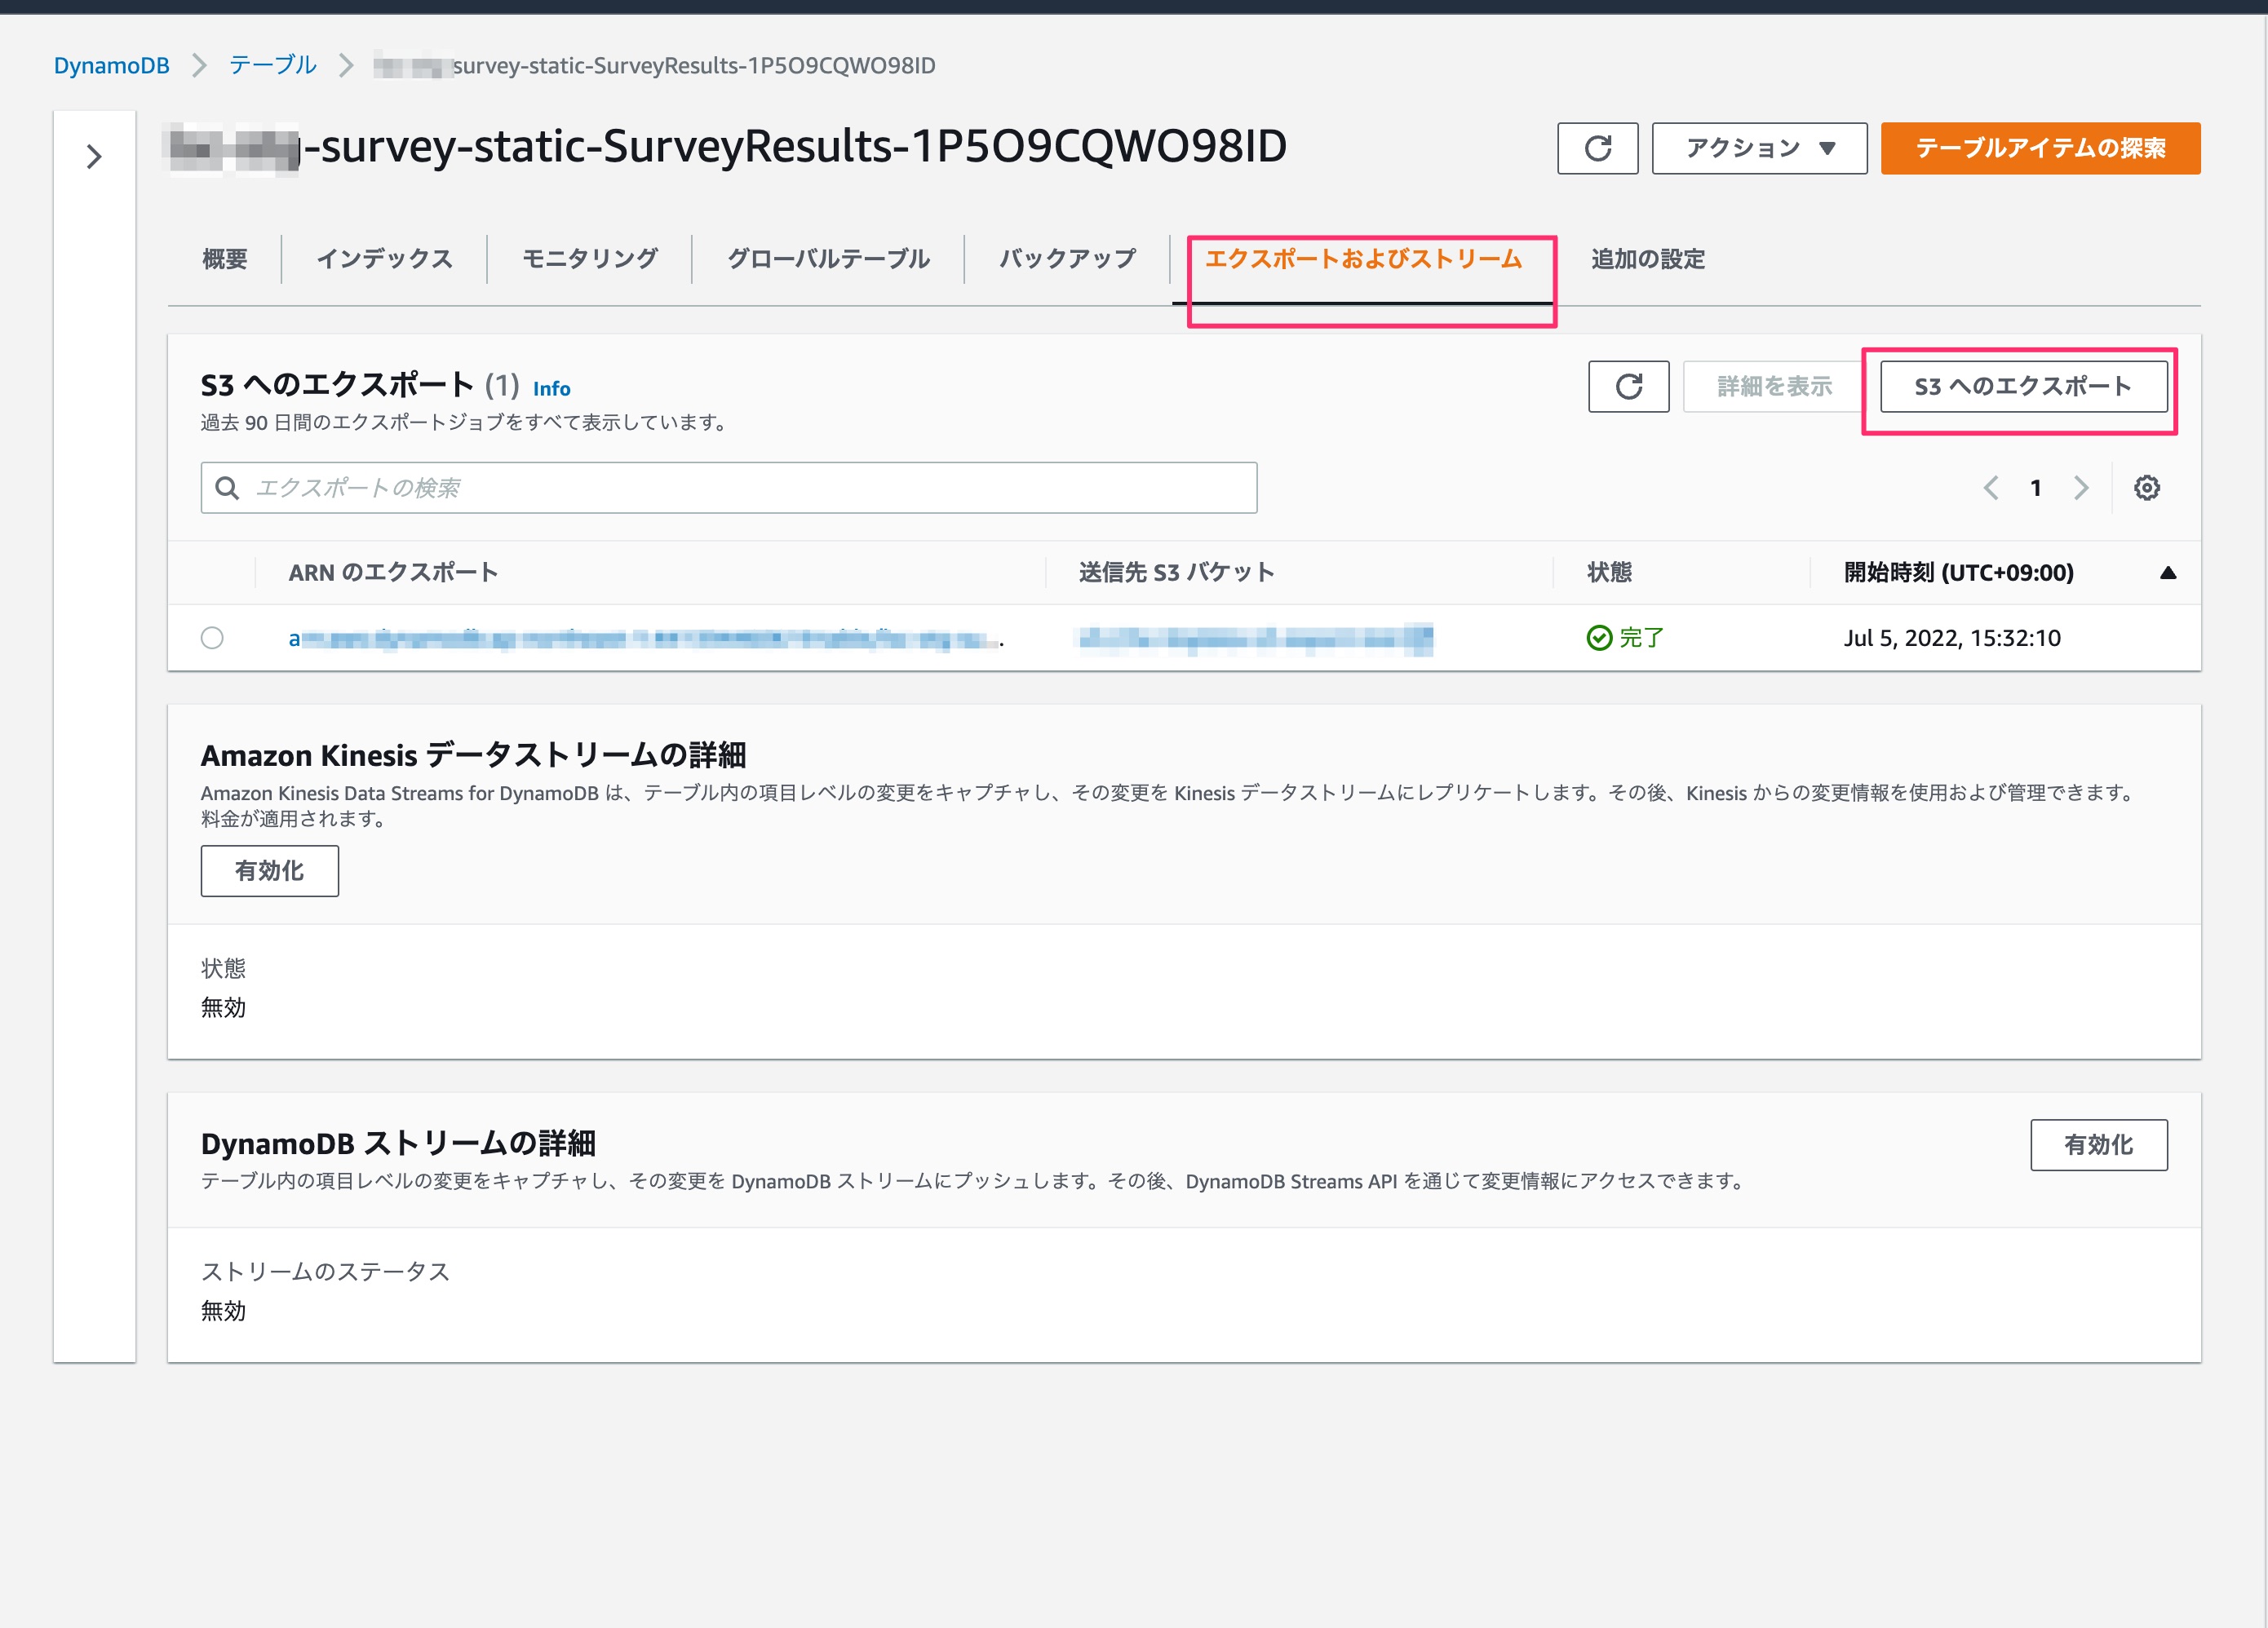 DynamoDB テーブル survey-static-SurveyResults-1P5O9CQWO98ID
-survey-static-SurveyResults-1P5O9CQWO98ID
アクション テーブルアイテムの探索
概要 インデックス モニタリング グローバルテーブル バックアップ エクスポートおよびストリーム 追加の設定
S3 へのエクスポート (1) Info
詳細を表示 S3 へのエクスポート
過去 90 日間のエクスポートジョブをすべて表示しています。
エクスポートの検索
1
ARN のエクスポート 送信先 S3 バケット 状態 開始時刻 (UTC+09:00)
完了 Jul 5, 2022, 15:32:10
Amazon Kinesis データストリームの詳細
Amazon Kinesis Data Streams for DynamoDB は、テーブル内の項目レベルの変更をキャプチャし、その変更を Kinesis データストリームにレプリケートします。その後、Kinesis からの変更情報を使用および管理できます。
料金が適用されます。
有効化
状態
無効
DynamoDB ストリームの詳細
有効化
テーブル内の項目レベルの変更をキャプチャし、その変更を DynamoDB ストリームにプッシュします。その後、DynamoDB Streams API を通じて変更情報にアクセスできます。
ストリームのステータス
無効